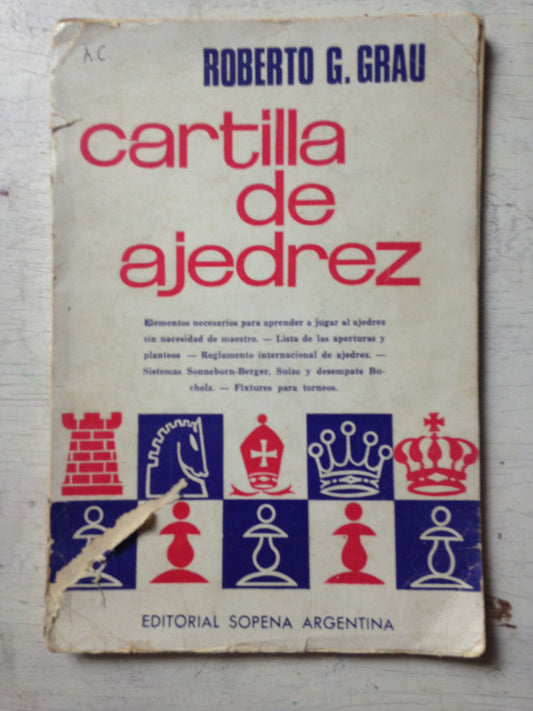 A.C
ROBERTO G. GRAU
cartilla
de
ajedrez
Elementos necesarios para aprender a jugar al ajedrez
sin necesidad de maestro. — Lista de las aperturas y
planteos — Reglamento internacional de ajedrez. —
Sistemas Sonneborn-Berger, Suizo y desempate Bu-
cholz. — Fixtures para torneos.
EDITORIAL SOPENA ARGENTINA